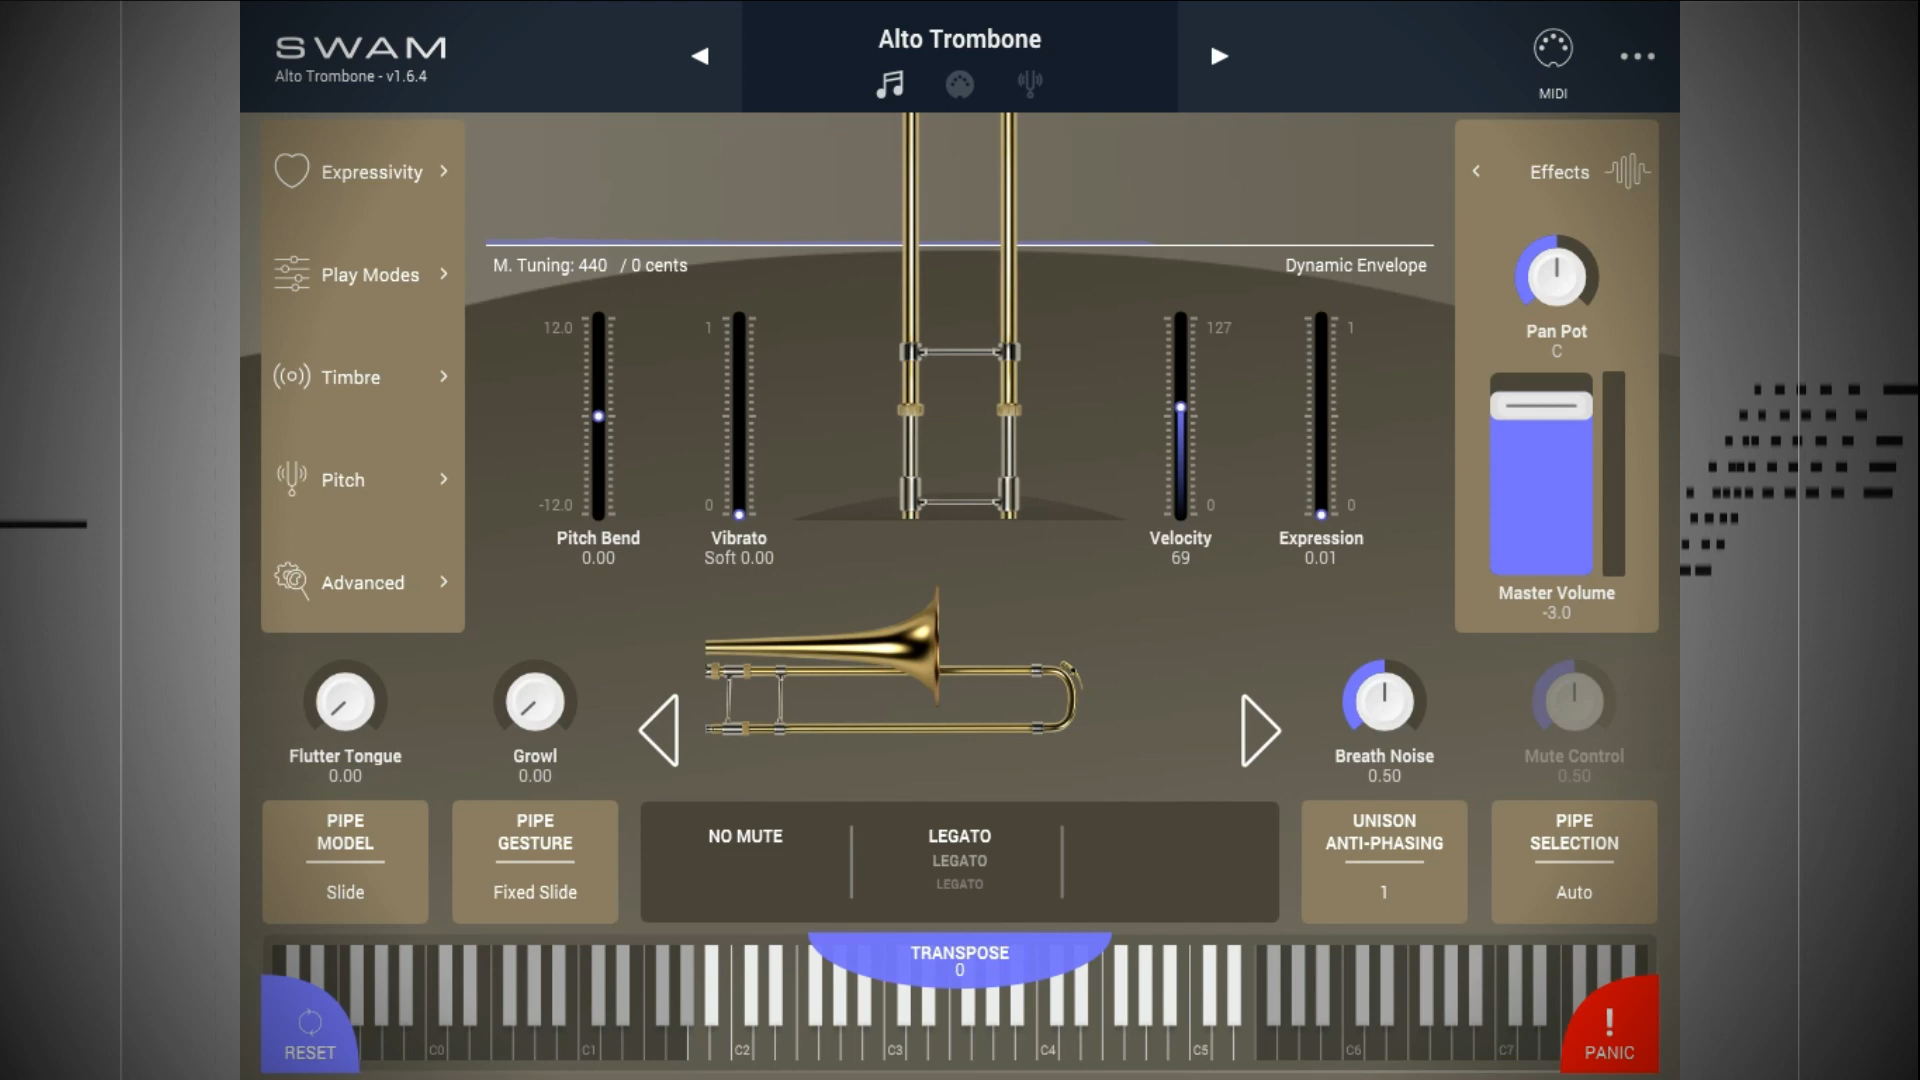 SWAM
Alto Trombone - v1.6.4
Alto Trombone
MIDI
Expressivity
Play Modes
Timbre
Pitch
Advanced
M. Tuning: 440 / 0 cents
Dynamic Envelope
12.0
-12.0
Pitch Bend
0.00
1
0
Vibrato
Soft 0.00
127
0
Velocity
69
1
0
Expression
0.01
Effects
Pan Pot
C
Master Volume
-3.0
Flutter Tongue
0.00
Growl
0.00
Breath Noise
0.50
Mute Control
0.50
PIPE
MODEL
Slide
PIPE
GESTURE
Fixed Slide
NO MUTE
LEGATO
LEGATO
LEGATO
UNISON
ANTI-PHASING
1
PIPE
SELECTION
Auto
TRANSPOSE
0
RESET
C0
C1
C2
C3
C4
C5
C6
C7
!
PANIC